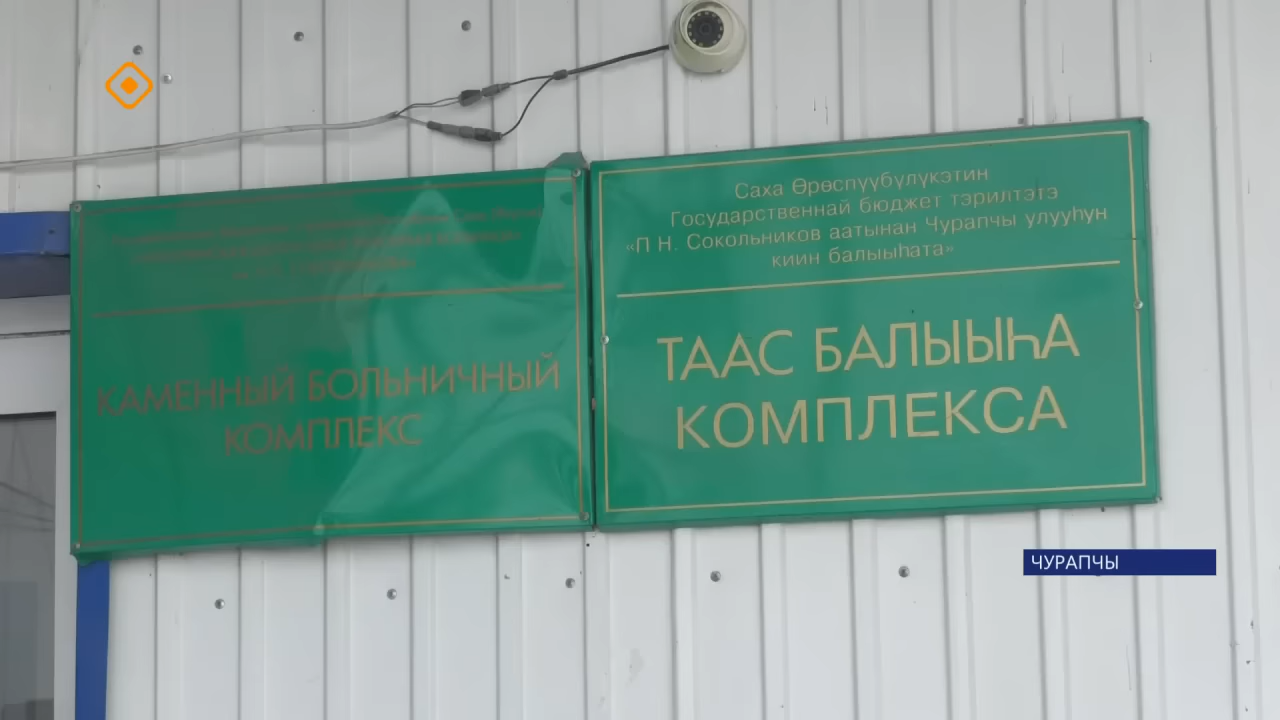 КАМЕННЫЙ БОЛЬНИЧНЫЙ
КОМПЛЕКС
Саха Өрөспүүбүлүкэтин
Государственнай бюджет тэрилтэтэ
«П Н. Сокольников аатынан Чурапчы улууһун
киин балыыһата»
ТААС БАЛЫЫҺА
КОМПЛЕКСА
ЧУРАПЧЫ